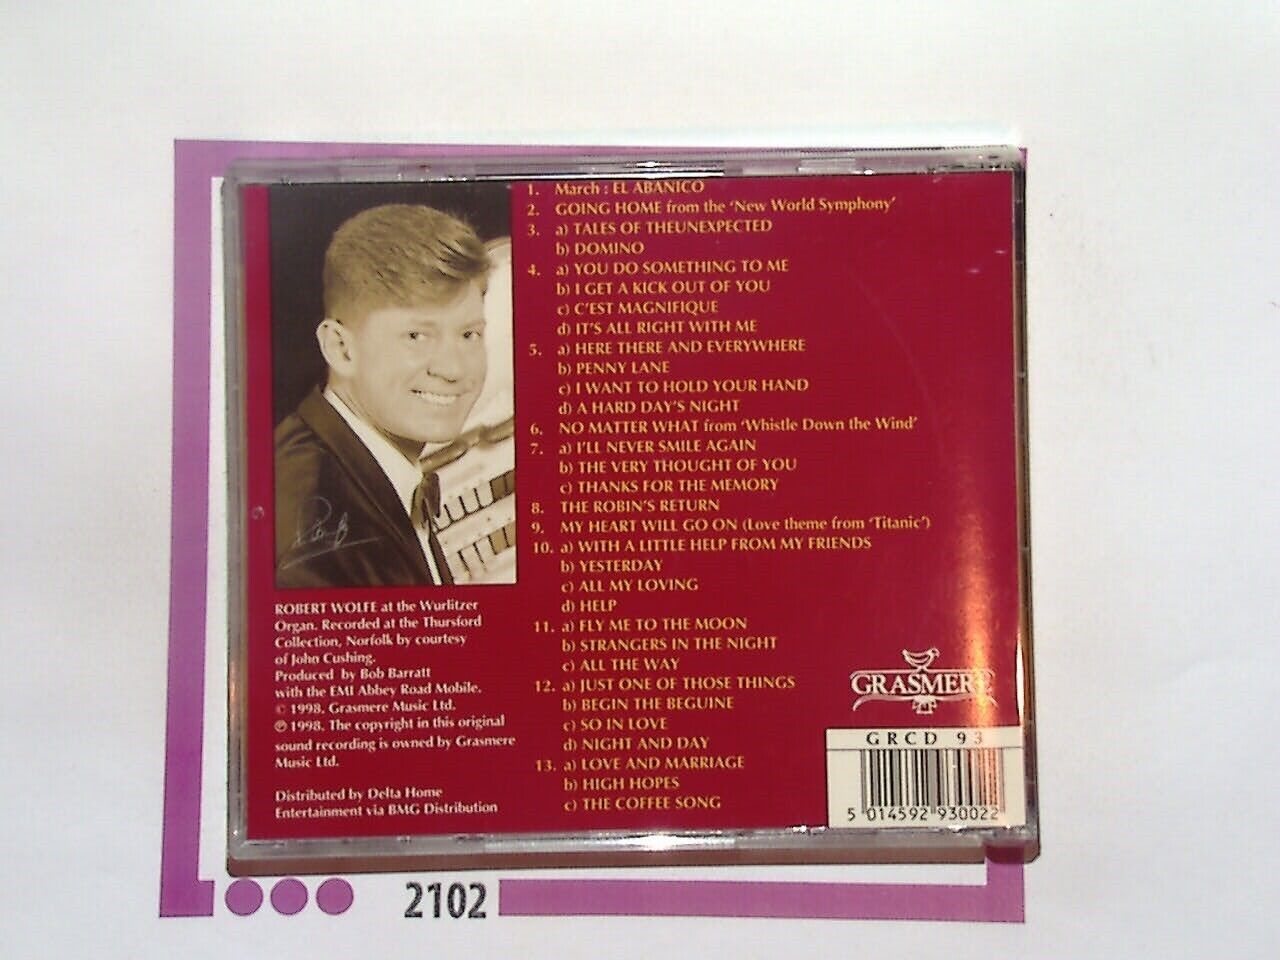 1. March : EL ABANICO
2. GOING HOME from the 'New World Symphony'
3. a) TALES OF THEUNEXPECTED
b) DOMINO
4. a) YOU DO SOMETHING TO ME
b) I GET A KICK OUT OF YOU
c) C'EST MAGNIFIQUE
d) IT'S ALL RIGHT WITH ME
5. a) HERE THERE AND EVERYWHERE
b) PENNY LANE
c) I WANT TO HOLD YOUR HAND
d) A HARD DAY'S NIGHT
6. NO MATTER WHAT from 'Whistle Down the Wind'
7. a) I'LL NEVER SMILE AGAIN
b) THE VERY THOUGHT OF YOU
c) THANKS FOR THE MEMORY
8. THE ROBIN'S RETURN
9. MY HEART WILL GO ON (Love theme from 'Titanic')
10. a) WITH A LITTLE HELP FROM MY FRIENDS
b) YESTERDAY
c) ALL MY LOVING
d) HELP
11. a) FLY ME TO THE MOON
b) STRANGERS IN THE NIGHT
c) ALL THE WAY
12. a) JUST ONE OF THOSE THINGS
b) BEGIN THE BEGUINE
c) SO IN LOVE
d) NIGHT AND DAY
13. a) LOVE AND MARRIAGE
b) HIGH HOPES
c) THE COFFEE SONG
ROBERT WOLFE at the Wurlitzer
Organ. Recorded at the Thursford
Collection, Norfolk by courtesy
of John Cushing.
Produced by Bob Barratt
with the EMI Abbey Road Mobile.
© 1998. Grasmere Music Ltd.
℗ 1998. The copyright in this original
sound recording is owned by Grasmere
Music Ltd.
Distributed by Delta Home
Entertainment via BMG Distribution
GRASMERE
GRCD 93
5 014592 930022
2102